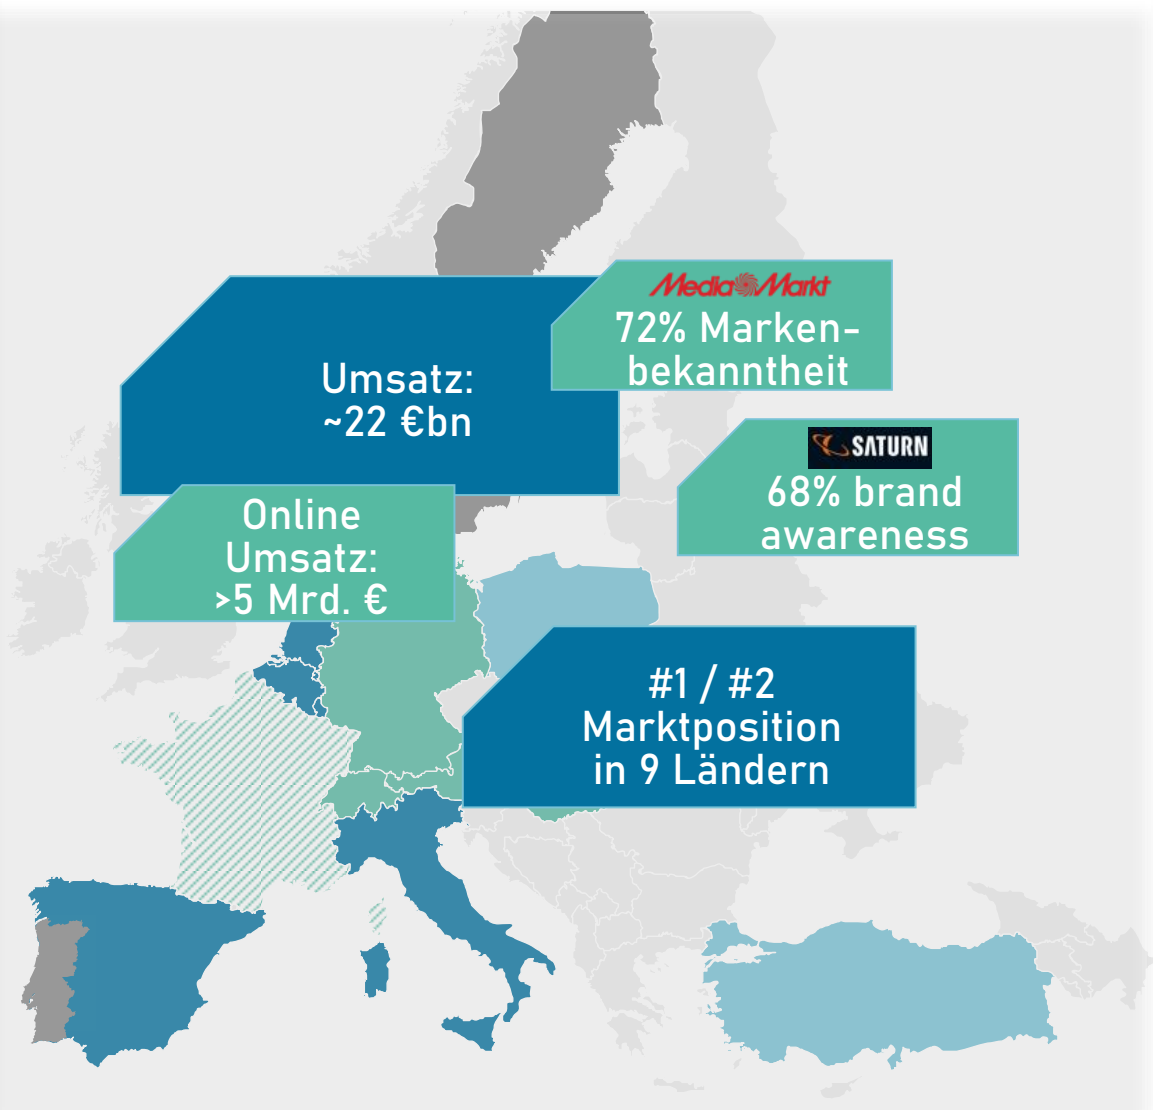 MediaMarkt
72% Marken-
bekanntheit
Umsatz:
~22 €bn
SATURN
68% brand
awareness
Online
Umsatz:
>5 Mrd. €
#1 / #2
Marktposition
in 9 Ländern